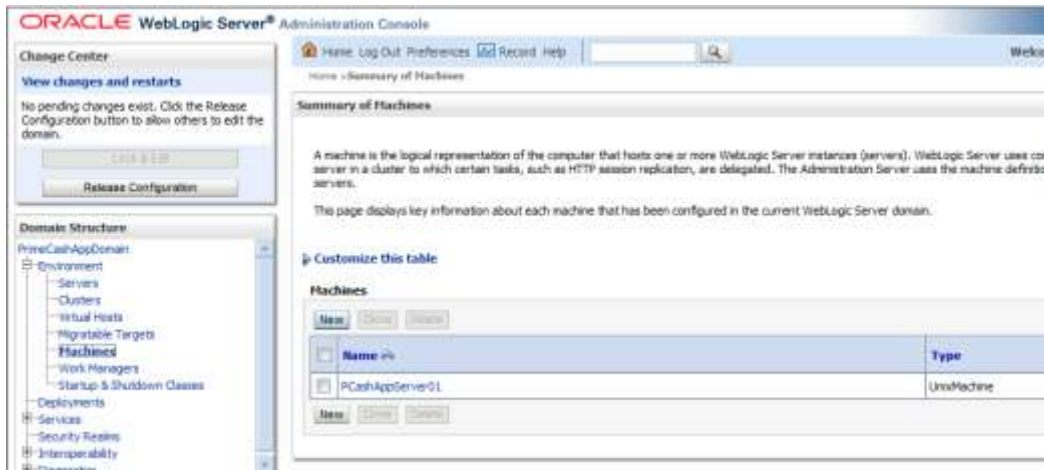 ORACLE WebLogic Server® Administration Console
Change Center
View changes and restarts
No pending changes exist. Click the Release
Configuration button to allow others to edit the
domain.
Lock & Edit
Release Configuration
Domain Structure
PrimeCashAppDomain
Environment
Servers
Clusters
Virtual Hosts
Migratable Targets
Machines
Work Managers
Startup & Shutdown Classes
Deployments
Services
Security Realms
Interoperability
Diagnostics
Home Log Out Preferences Record Help
Welco
Home >Summary of Machines
Summary of Machines
A machine is the logical representation of the computer that hosts one or more WebLogic Server instances (servers). WebLogic Server uses co
server in a cluster to which certain tasks, such as HTTP session replication, are delegated. The Administration Server uses the machine definitio
servers.
This page displays key information about each machine that has been configured in the current WebLogic Server domain.
Customize this table
Machines
New Clone Delete
Name Type
PCashAppServer01 UnixMachine
New Clone Delete